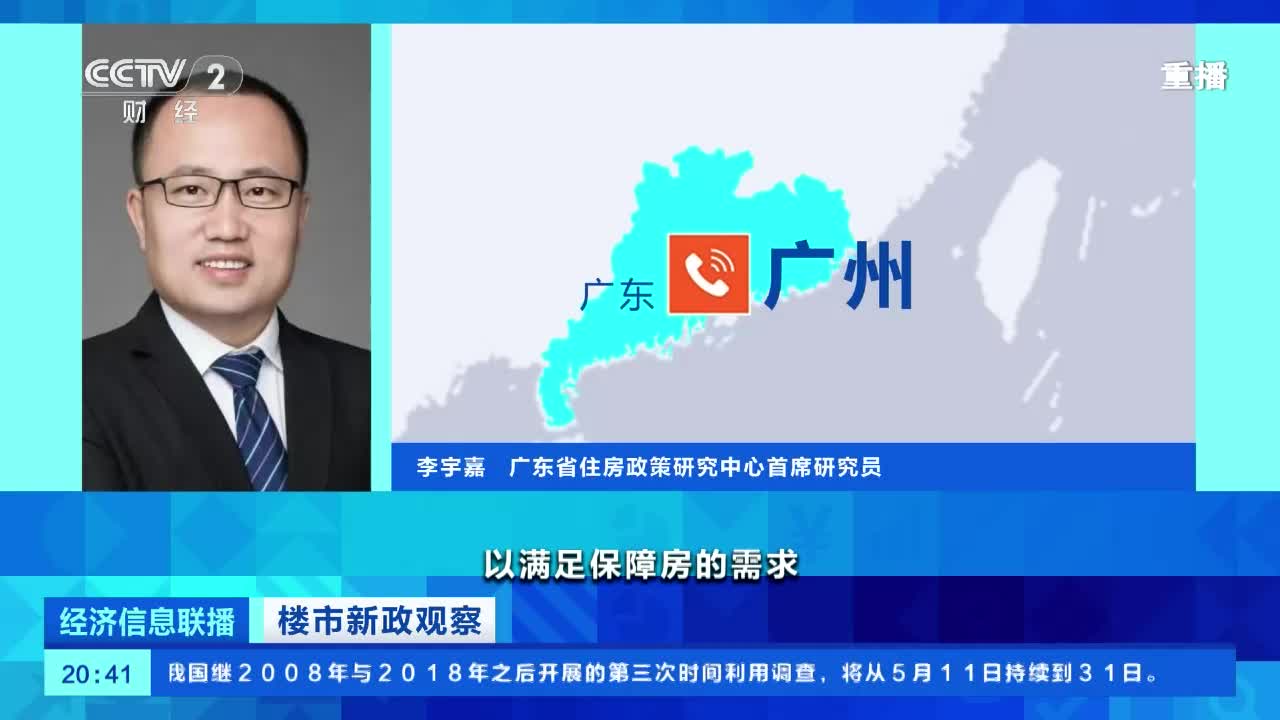 CCTV 2
财经
重播
广东
广州
李宇嘉 广东省住房政策研究中心首席研究员
以满足保障房的需求
经济信息联播
楼市新政观察
20:41
我国继2008年与2018年之后开展的第三次时间利用调查，将从5月11日持续到31日。